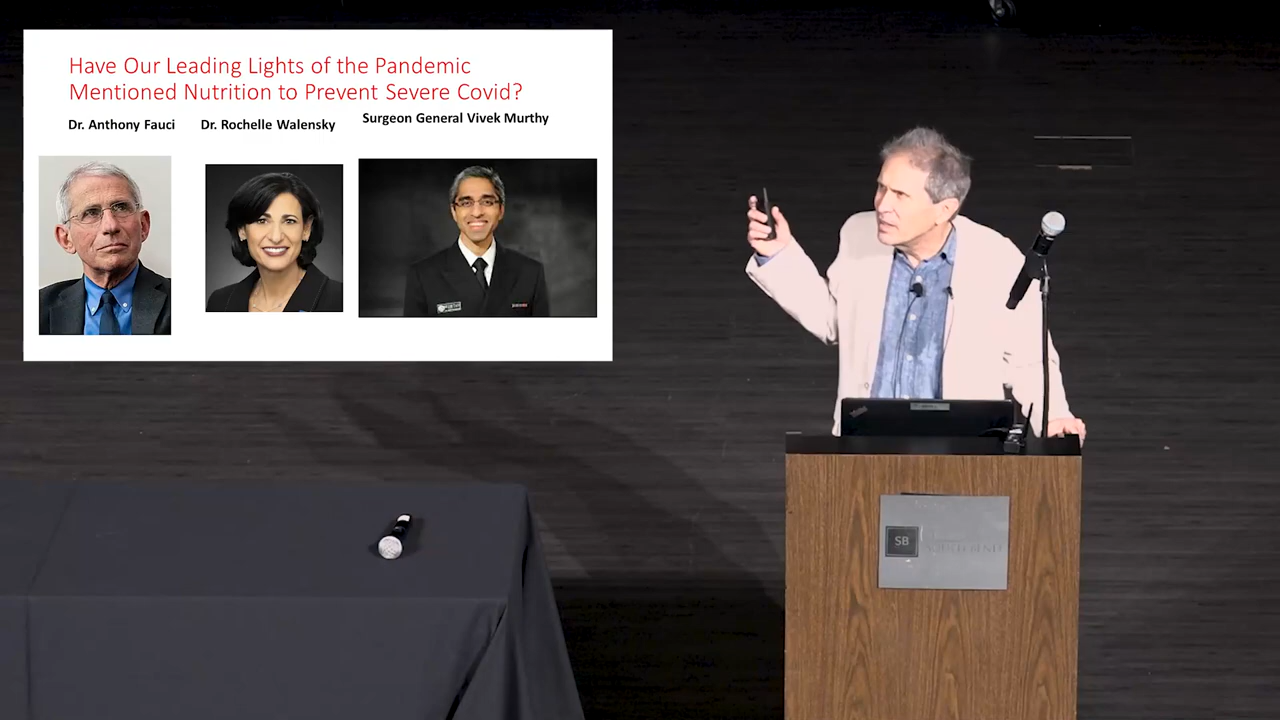 Have Our Leading Lights of the Pandemic
Mentioned Nutrition to Prevent Severe Covid?
Dr. Anthony Fauci
Dr. Rochelle Walensky
Surgeon General Vivek Murthy
SB